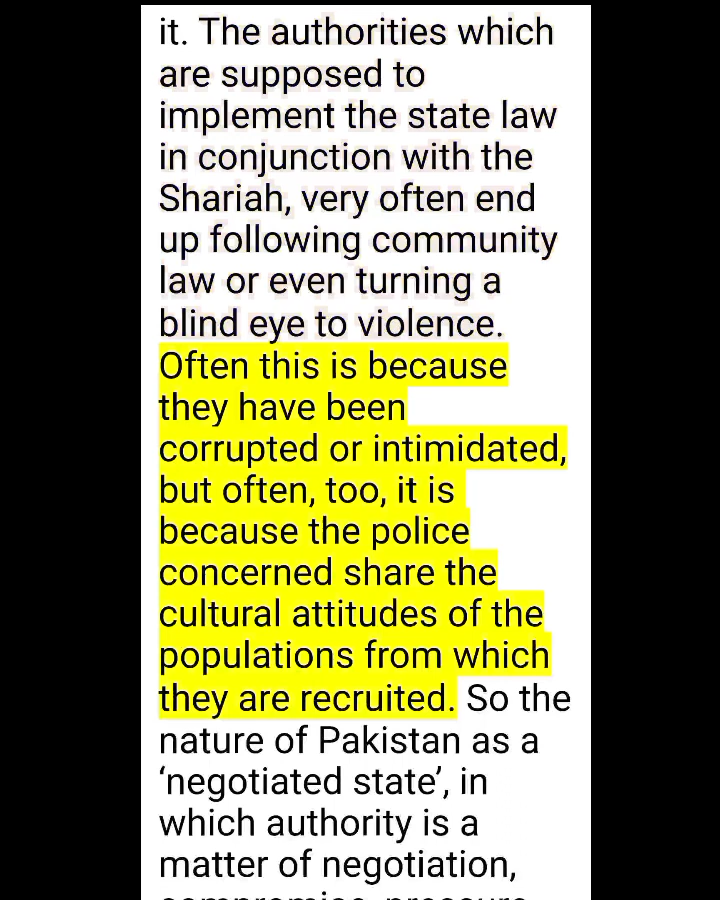 it. The authorities which
are supposed to
implement the state law
in conjunction with the
Shariah, very often end
up following community
law or even turning a
blind eye to violence.
Often this is because
they have been
corrupted or intimidated,
but often, too, it is
because the police
concerned share the
cultural attitudes of the
populations from which
they are recruited. So the
nature of Pakistan as a
‘negotiated state’, in
which authority is a
matter of negotiation,